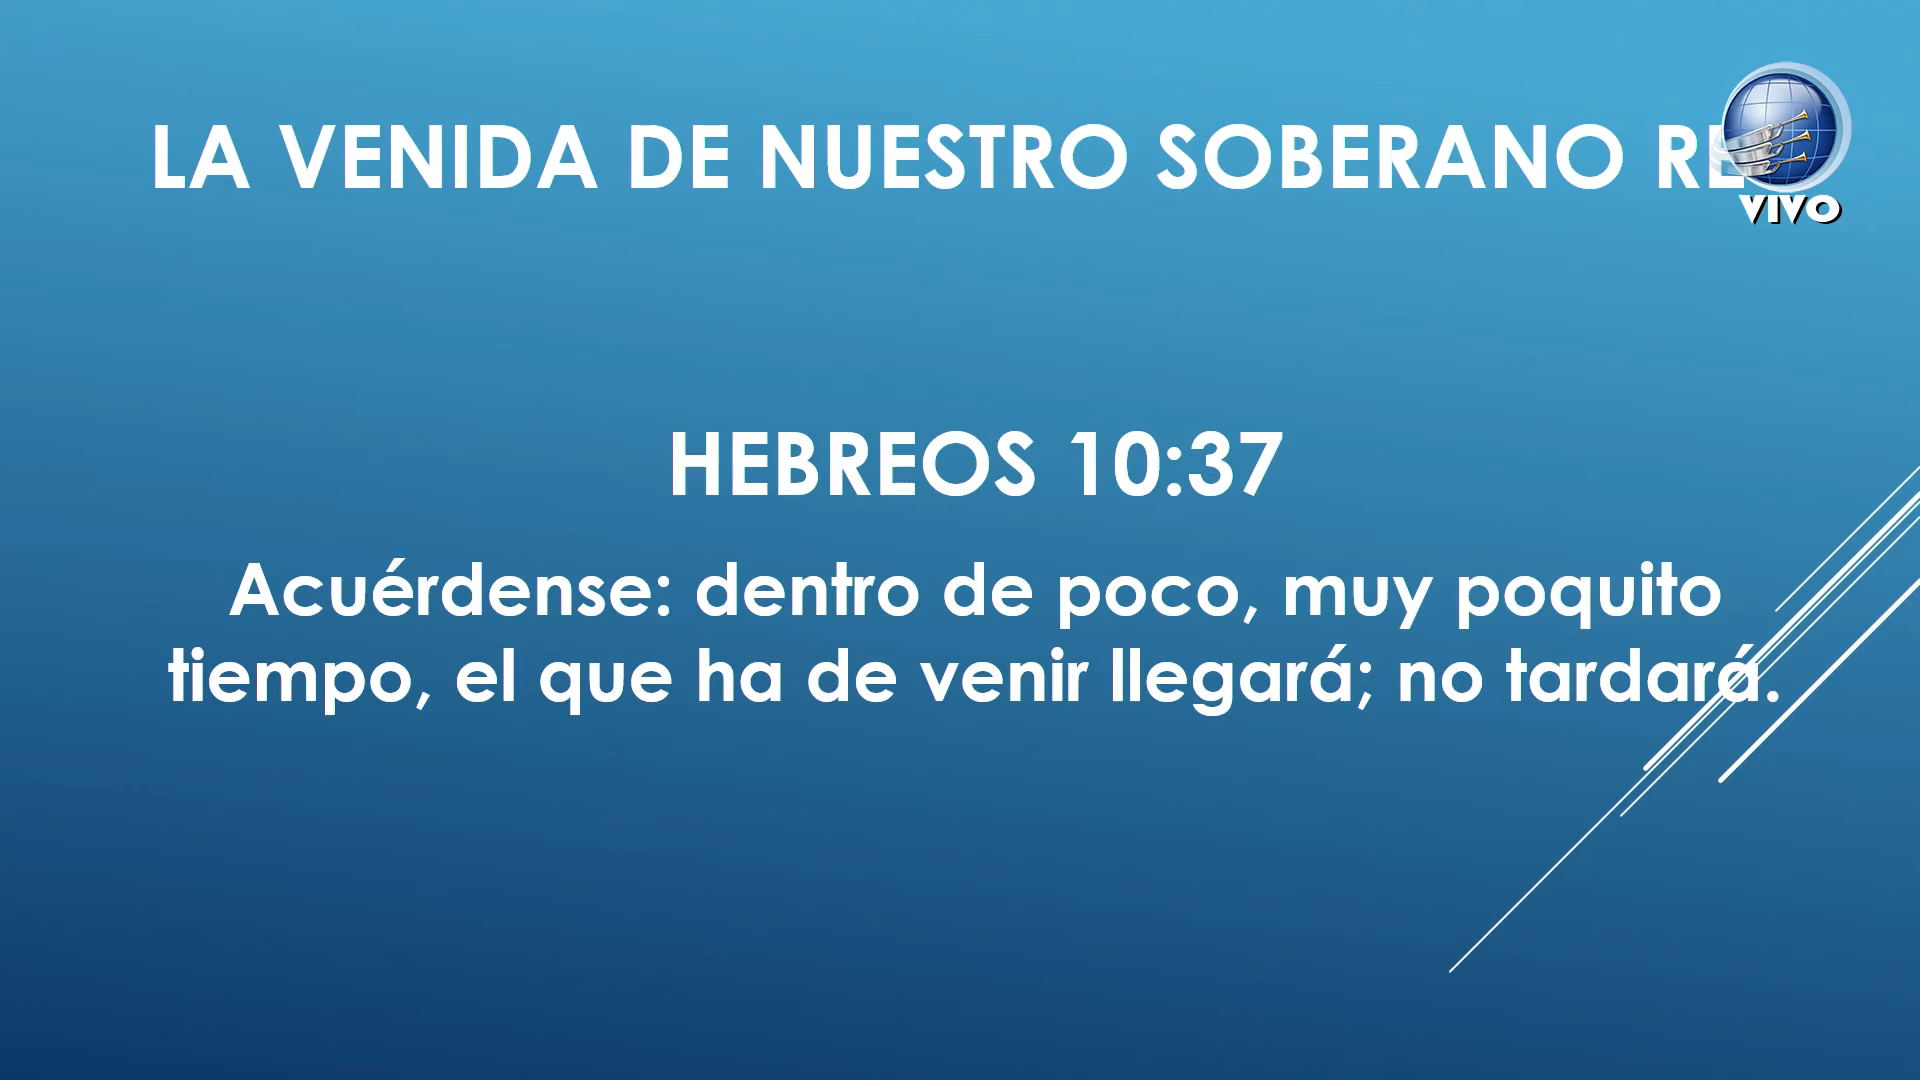 LA VENIDA DE NUESTRO SOBERANO
VIVO
HEBREOS 10:37
Acuérdense: dentro de poco, muy poquito
tiempo, el que ha de venir llegará; no tardará.